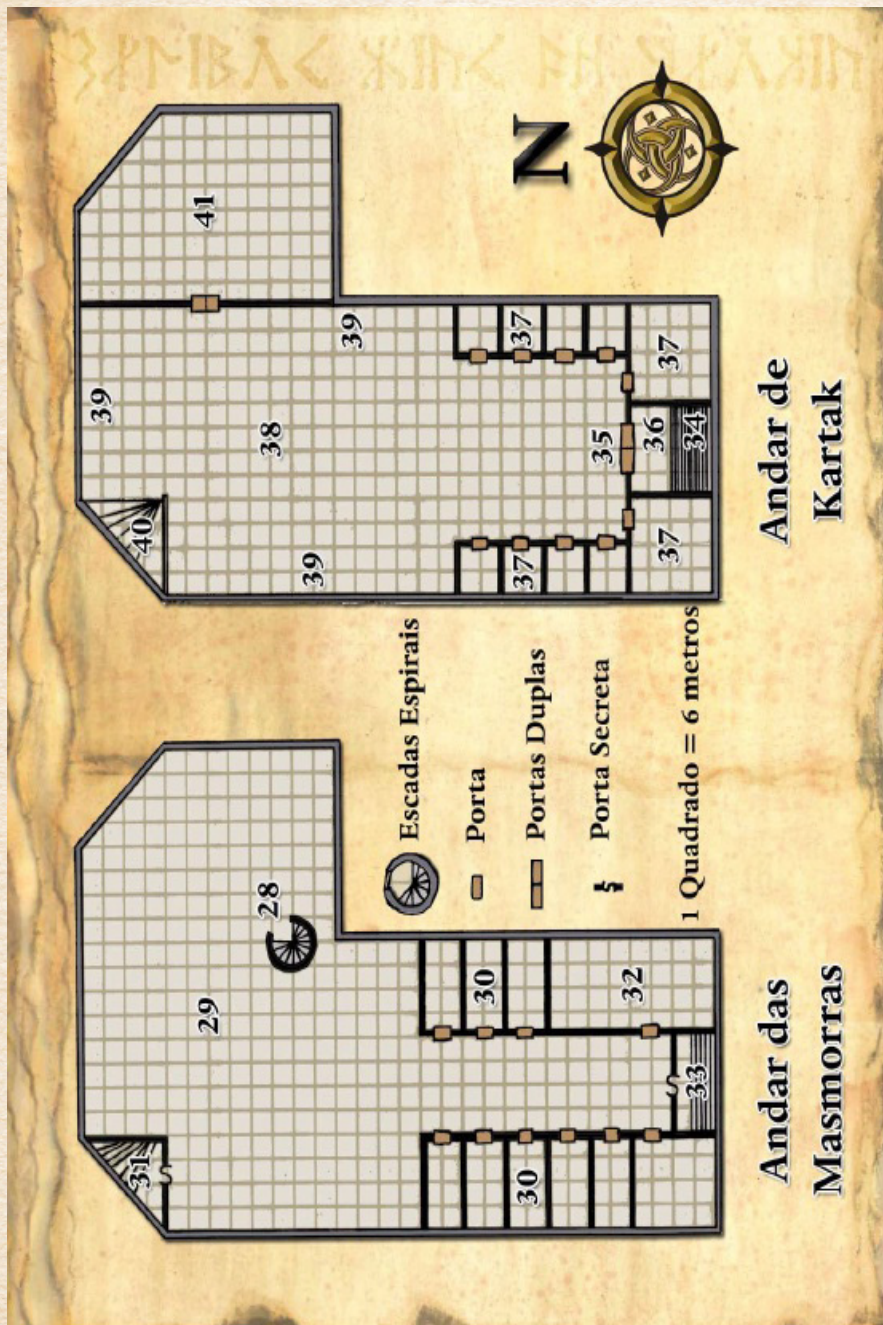 31
29
28
30
30
32
33
Andar das
Masmorras
Escadas Espirais
Porta
Portas Duplas
Porta Secreta
1 Quadrado = 6 metros
40
39
41
38
39
39
37
37
35
36
37
37
34
Andar de
Kartak
N